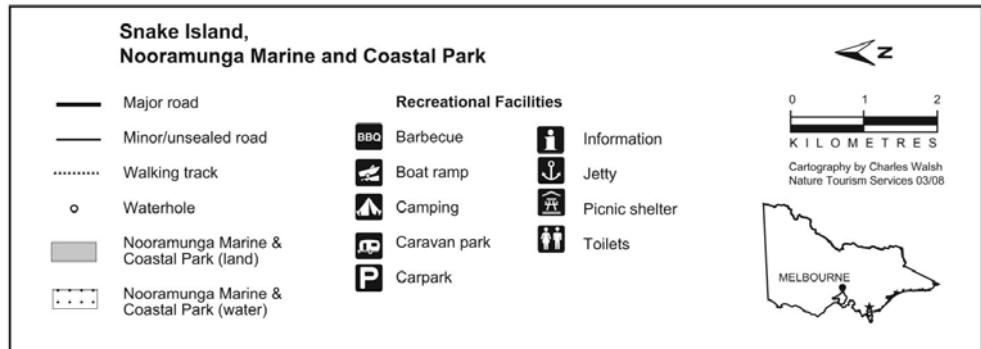 Snake Island,
Nooramunga Marine and Coastal Park
Major road
Minor/unsealed road
Walking track
Waterhole
Nooramunga Marine &
Coastal Park (land)
Nooramunga Marine &
Coastal Park (water)
Recreational Facilities
BBQ Barbecue
Boat ramp
Camping
Caravan park
P Carpark
i Information
Jetty
Picnic shelter
Toilets
N
0 1 2
KILOMETRES
Cartography by Charles Walsh
Nature Tourism Services 03/08
MELBOURNE